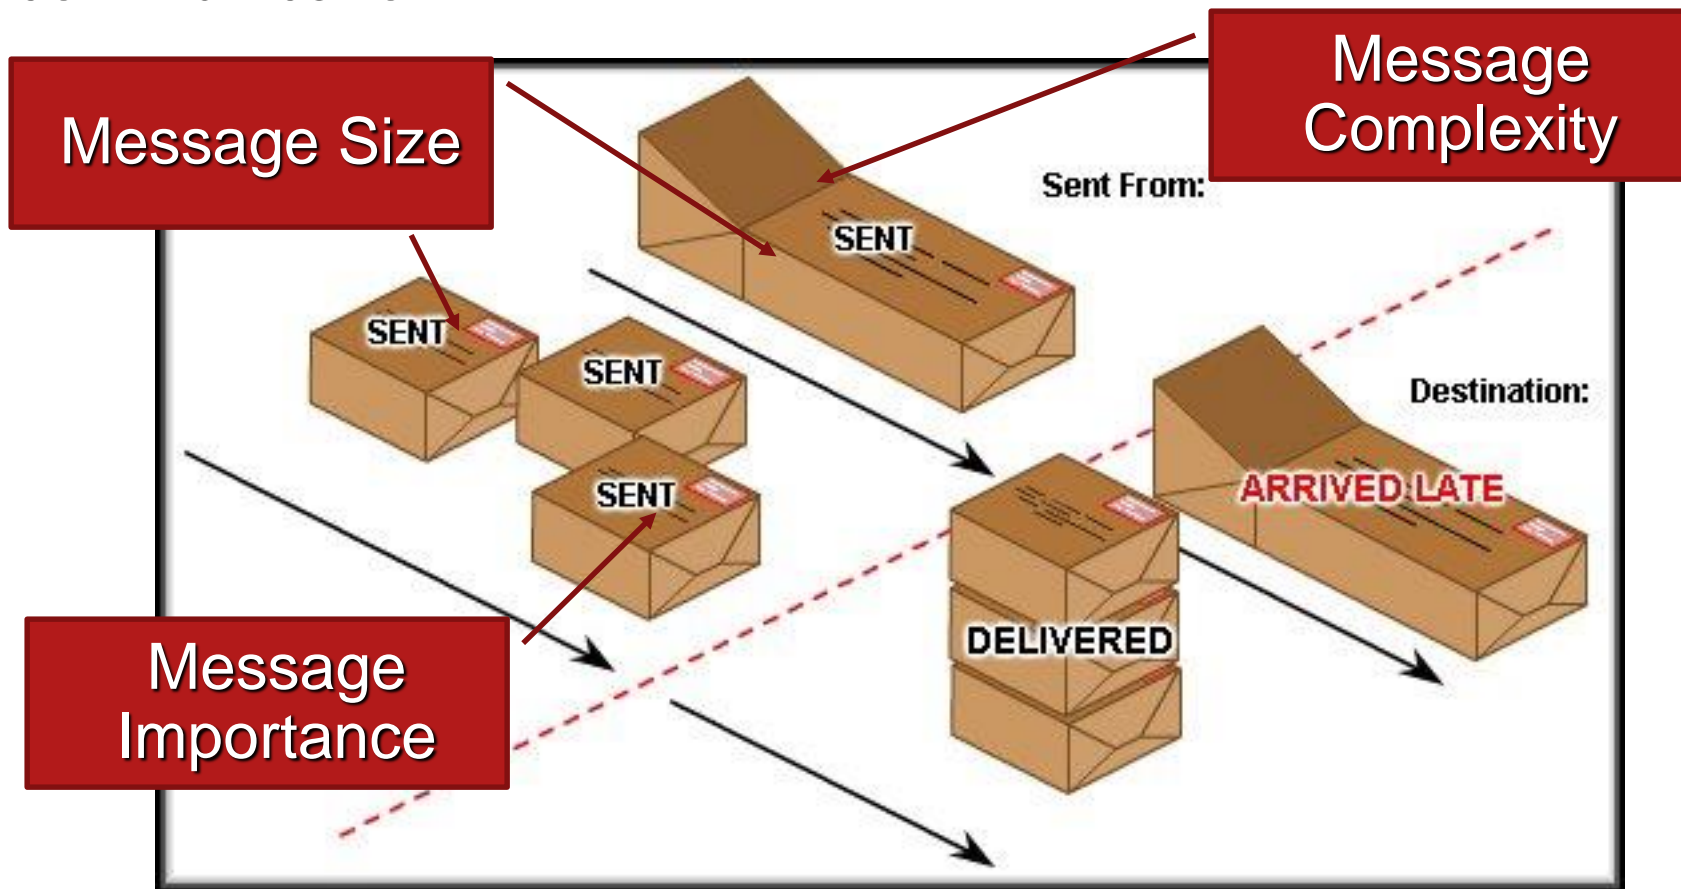 Message
Complexity
Message Size
Sent From:
SENT
SENT
SENT
Destination:
ARRIVED LATE
SENT
DELIVERED
Message
Importance